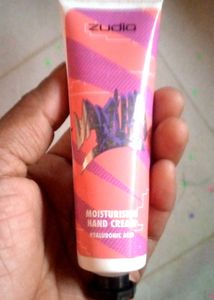 ZUDIO
MOISTURISING
HAND CREAM
HYALURONIC ACID